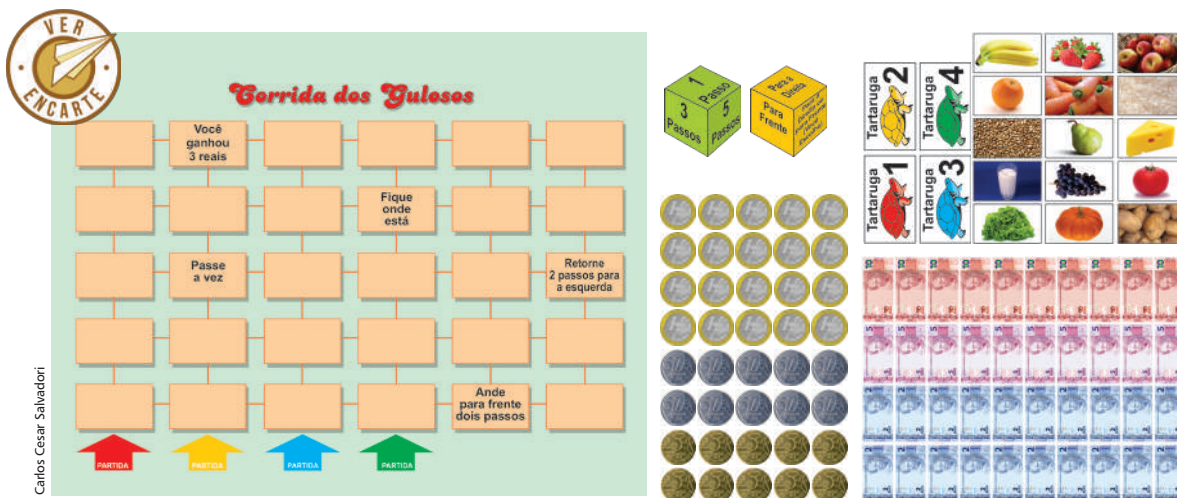 VER
ENCARTE
Corrida dos Gulosos
Você
ganhou
3 reais
Fique
onde
está
Passe
a vez
Retorne
2 passos para
a esquerda
Ande
para frente
dois passos
PARTIDA
PARTIDA
PARTIDA
PARTIDA
Carlos Cesar Salvadori
1
Passo
3
Passos
5
Passos
Para a
Direita
Para
Frente
Tartaruga 2
Tartaruga 4
Tartaruga 1
Tartaruga 3